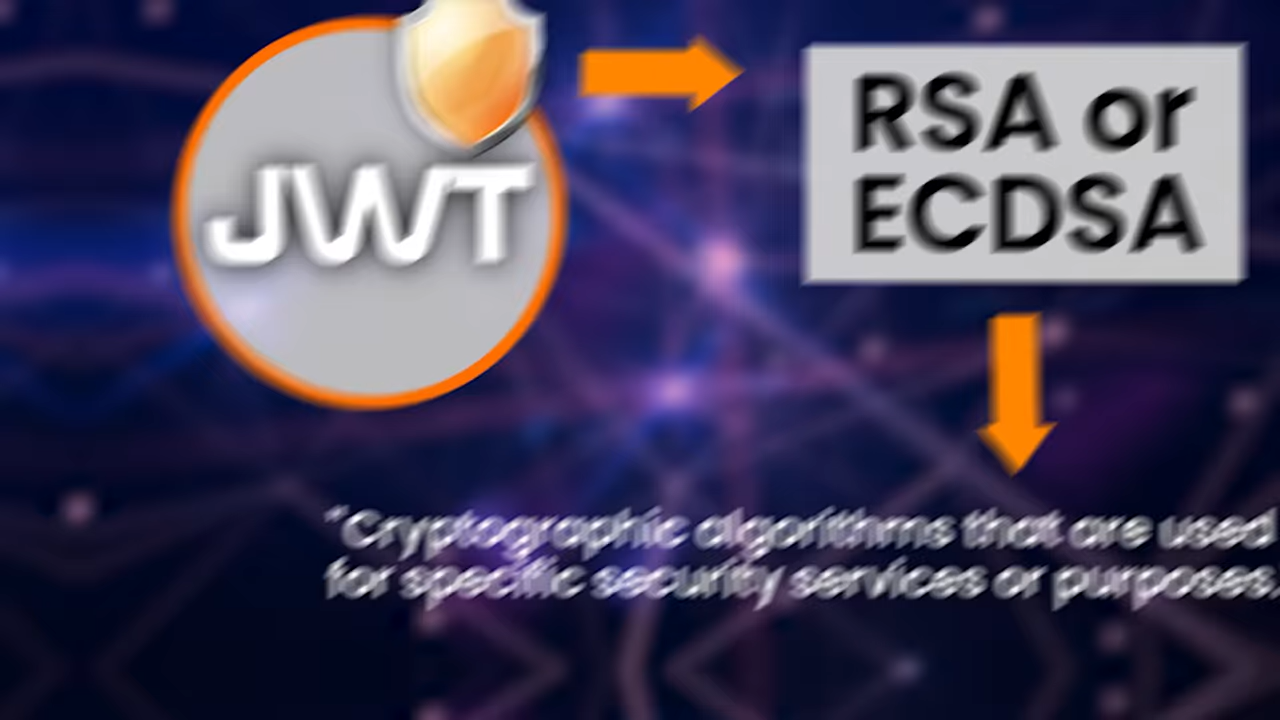 JWT
RSA or
ECDSA
"Cryptographic algorithms that are used
for specific security services or purposes.